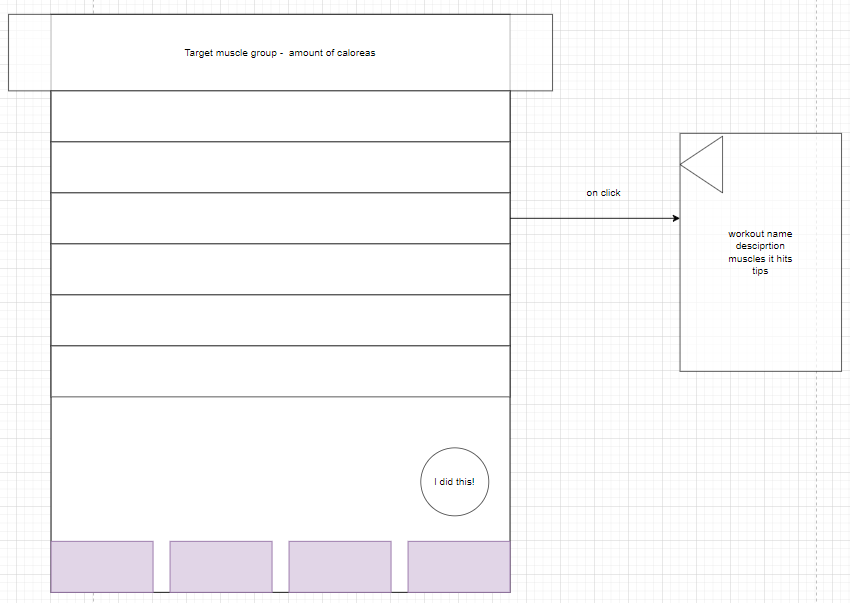 Target muscle group - amount of caloreas
on click
workout name
desciprtion
muscles it hits
tips
I did this!